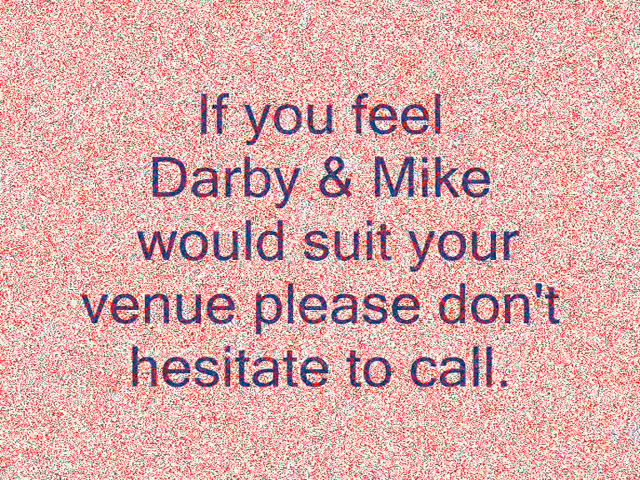 If you feel
Darby & Mike
would suit your
venue please don't
hesitate to call.